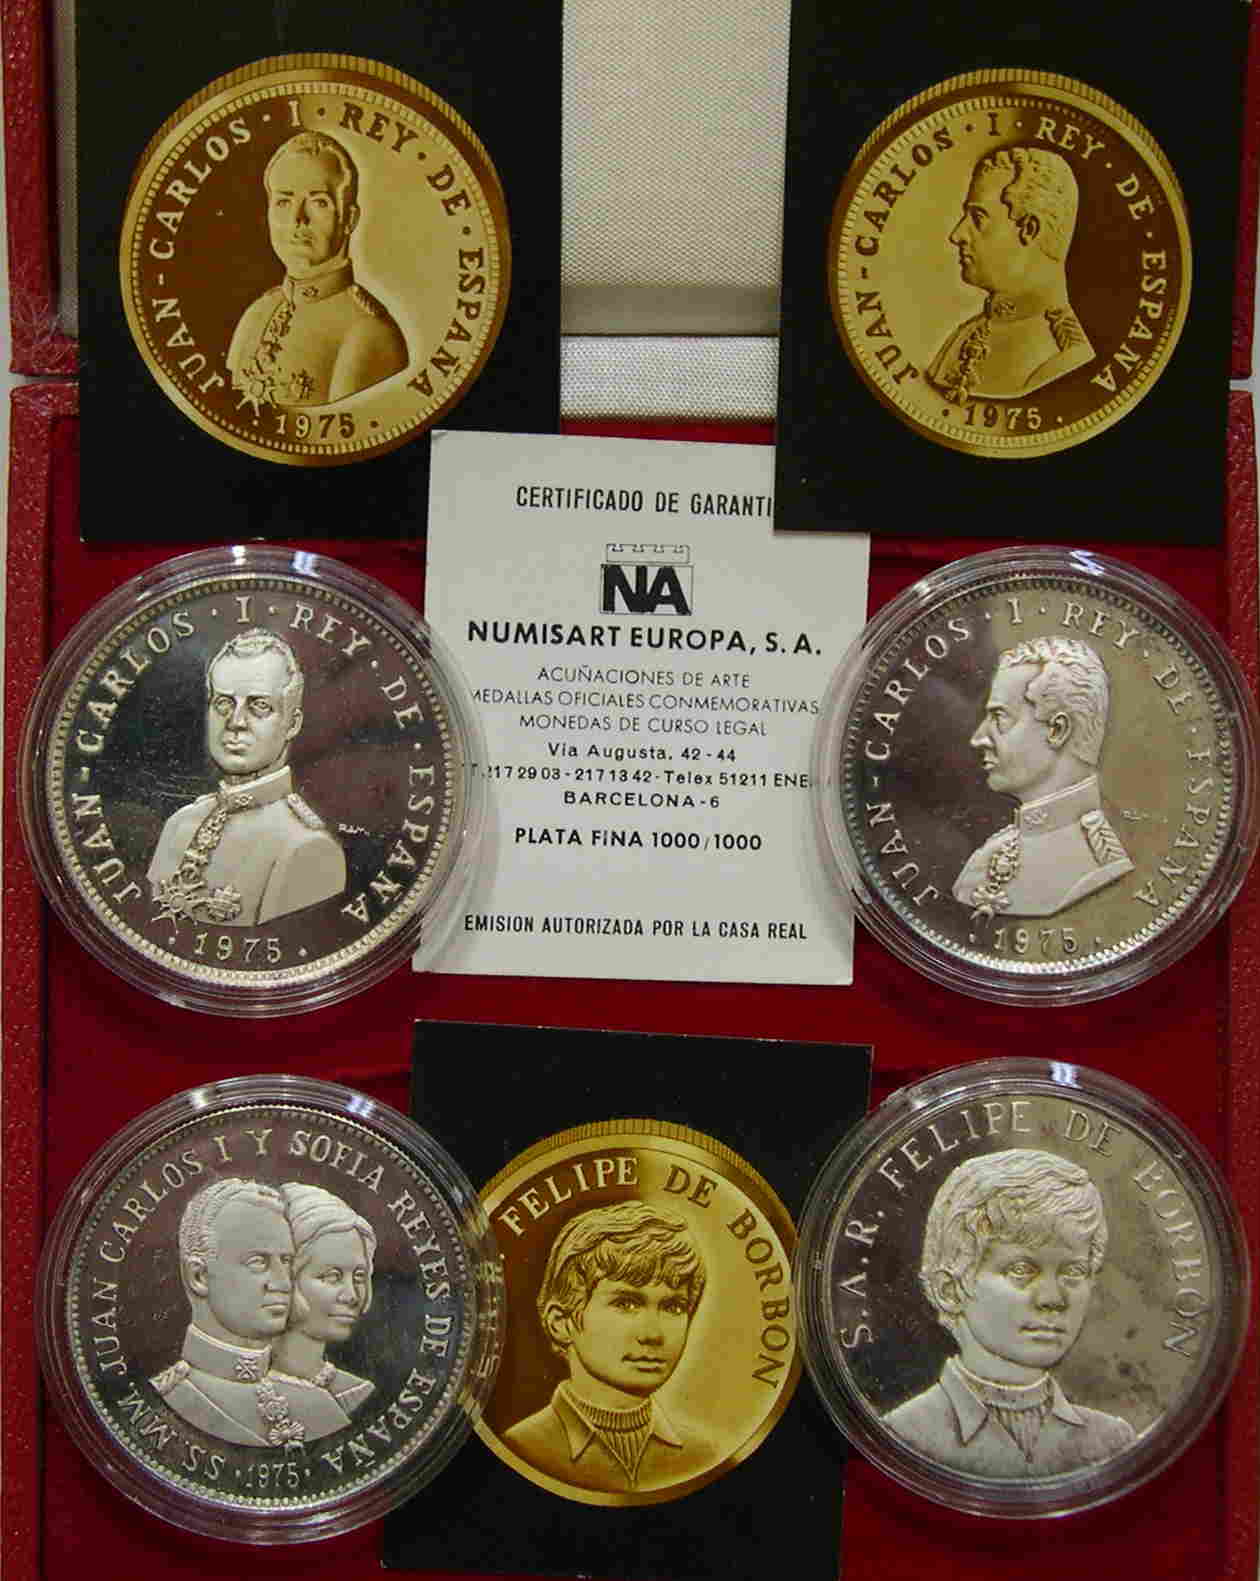 JUAN-CARLOS · I · REY · DE · ESPAÑA
· 1975 ·
JUAN-CARLOS · I · REY · DE · ESPAÑA
· 1975 ·
CERTIFICADO DE GARANTI
NA
NUMISART EUROPA, S. A.
ACUÑACIONES DE ARTE
MEDALLAS OFICIALES CONMEMORATIVAS
MONEDAS DE CURSO LEGAL
Via Augusta, 42 - 44
T. 217 29 03 - 217 13 42 - Telex 51211 ENE.
BARCELONA - 6
PLATA FINA 1000/1000
EMISION AUTORIZADA POR LA CASA REAL
JUAN-CARLOS · I · REY · DE · ESPAÑA
· 1975 ·
JUAN-CARLOS · I · REY · DE · ESPAÑA
· 1975 ·
SS. MM. JUAN CARLOS I Y SOFIA REYES DE ESPAÑA
· 1975 ·
FELIPE DE BORBON
S.A.R. FELIPE DE BORBON